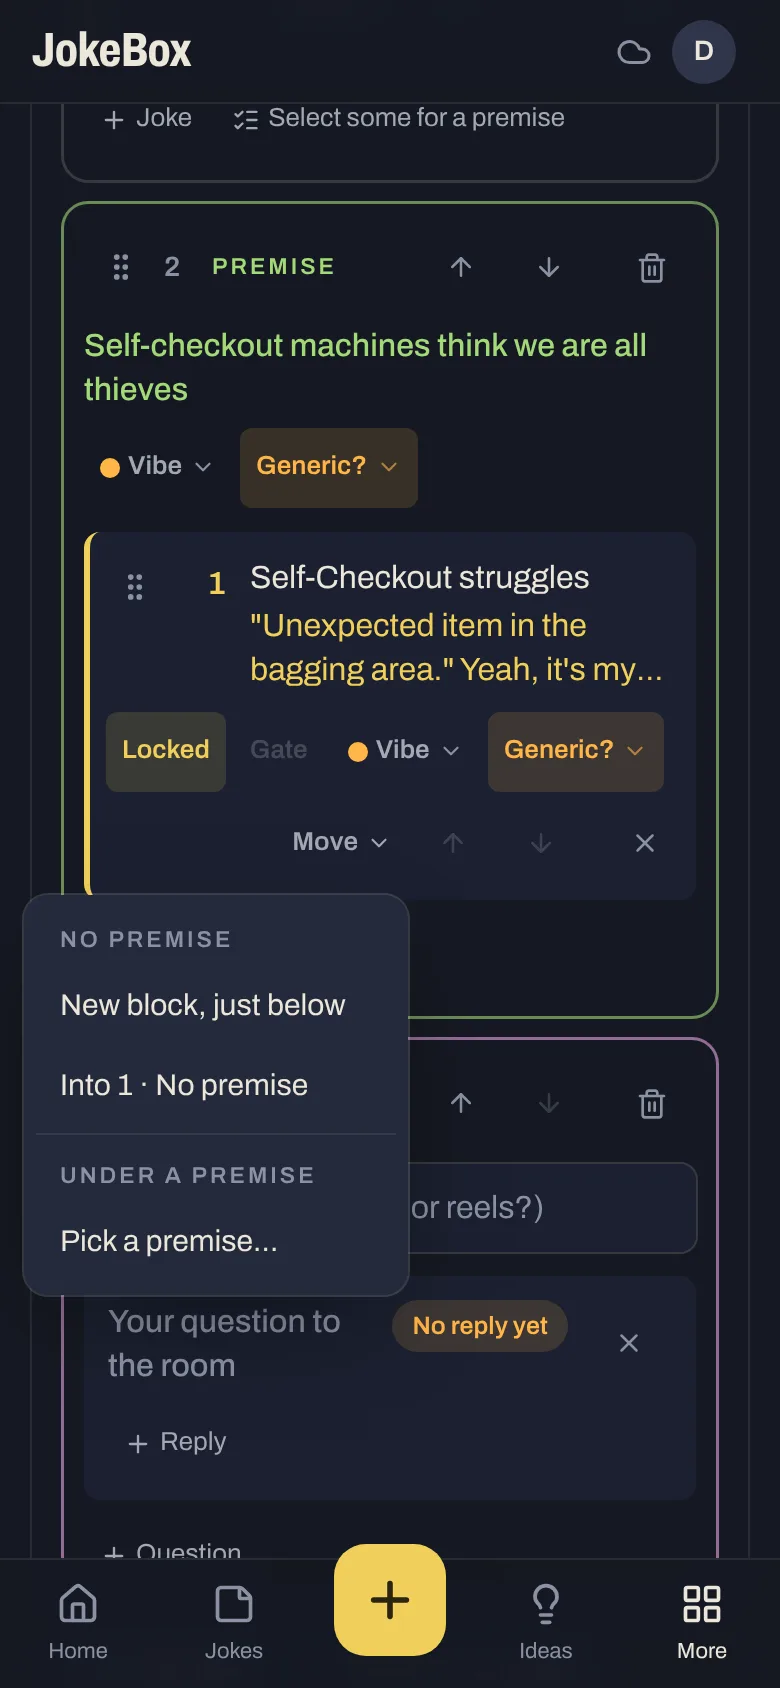 JokeBox
D
Joke
Select some for a premise
2 PREMISE
Self-checkout machines think we are all
thieves
Vibe
Generic?
1
Self-Checkout struggles
"Unexpected item in the
bagging area." Yeah, it's my...
Locked
Gate
Vibe
Generic?
Move
NO PREMISE
New block, just below
Into 1 · No premise
UNDER A PREMISE
Pick a premise...
or reels?)
Your question to
the room
No reply yet
Reply
Question
Home
Jokes
Ideas
More